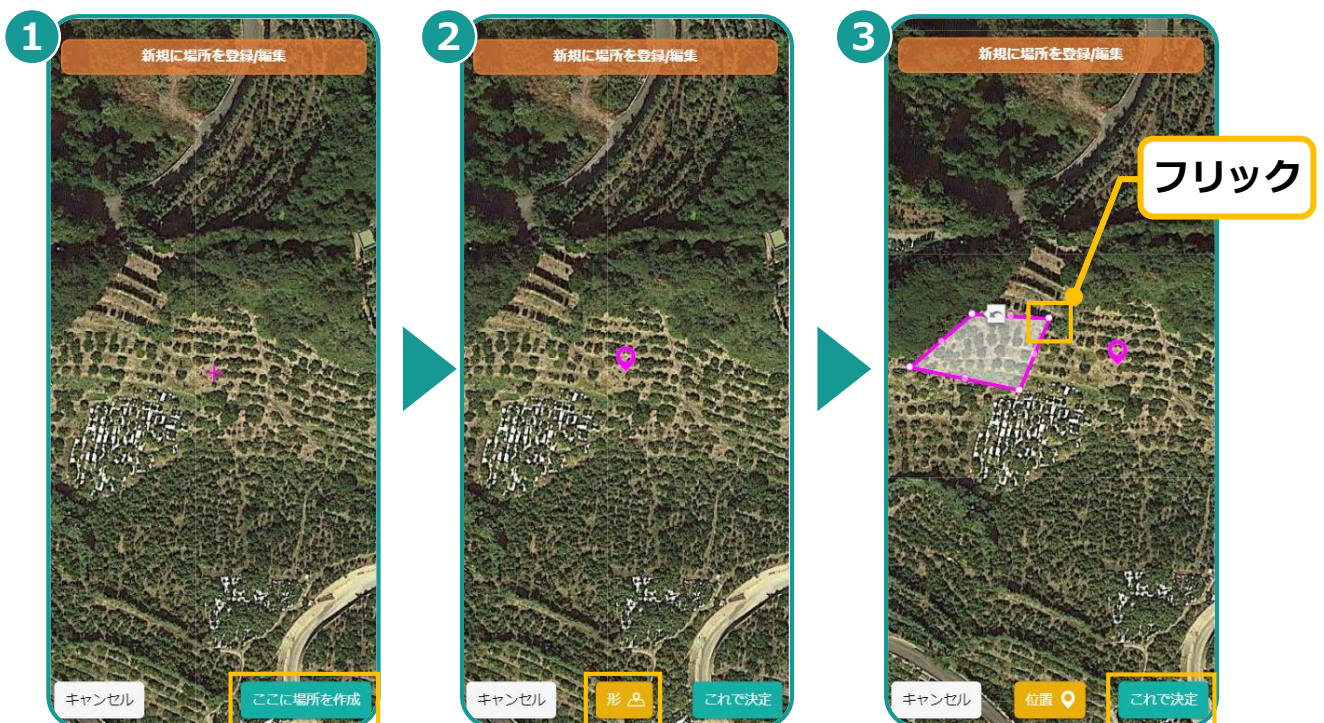 1
新規に場所を登録/編集
キャンセル
ここに場所を作成
2
新規に場所を登録/編集
キャンセル
形
これで決定
3
新規に場所を登録/編集
フリック
キャンセル
位置
これで決定